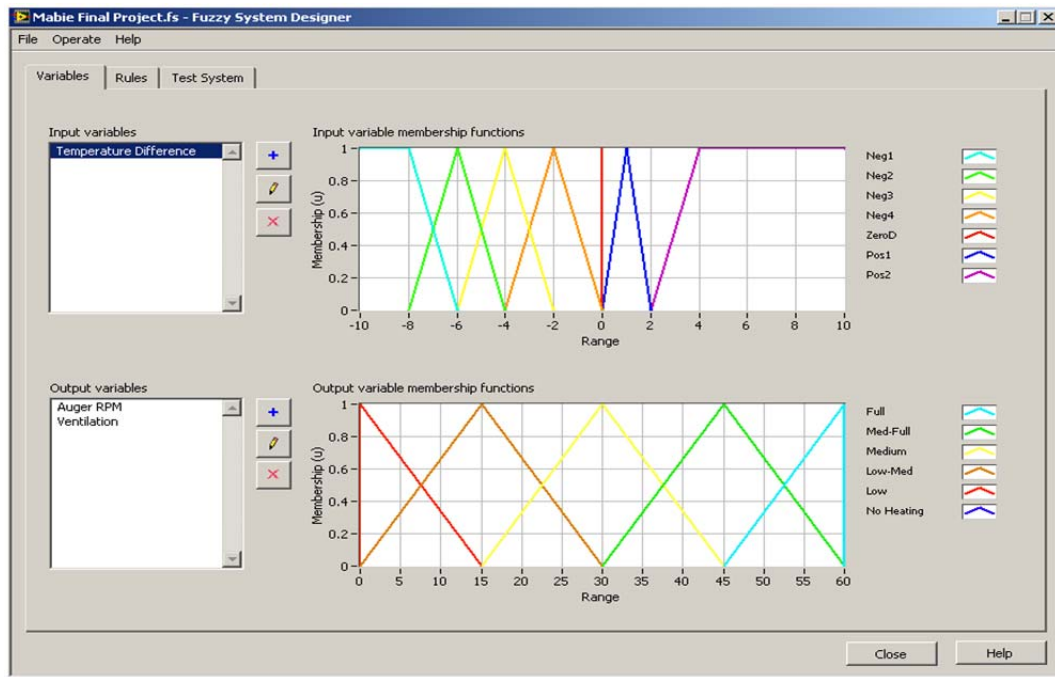 Mabie Final Project.fs - Fuzzy System Designer
File Operate Help
Variables Rules Test System
Input variables
Temperature Difference
Input variable membership functions
Membership (u)
1
0.8
0.6
0.4
0.2
0
-10 -8 -6 -4 -2 0 2 4 6 8 10
Range
Neg1
Neg2
Neg3
Neg4
ZeroD
Pos1
Pos2
Output variables
Auger RPM
Ventilation
Output variable membership functions
Membership (u)
1
0.8
0.6
0.4
0.2
0
0 5 10 15 20 25 30 35 40 45 50 55 60
Range
Full
Med-Full
Medium
Low-Med
Low
No Heating
Close Help